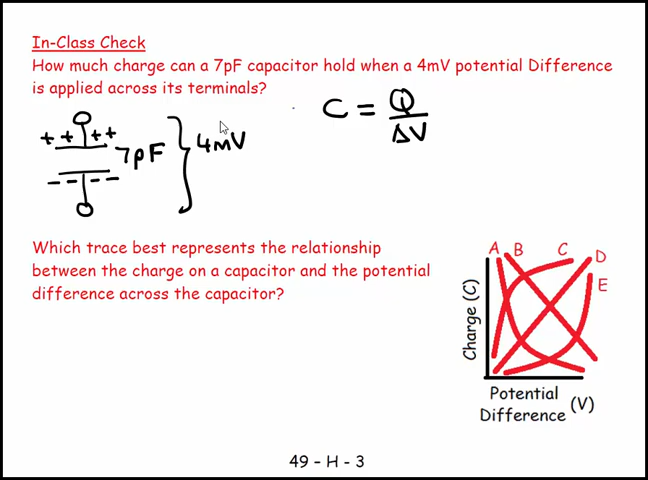 In-Class Check
How much charge can a 7pF capacitor hold when a 4mV potential Difference
is applied across its terminals?
C = Q
ΔV
+ + + +
7pF
4mV
Which trace best represents the relationship
between the charge on a capacitor and the potential
difference across the capacitor?
A B C D
E
Charge (C)
Potential
Difference (V)
49 - H - 3